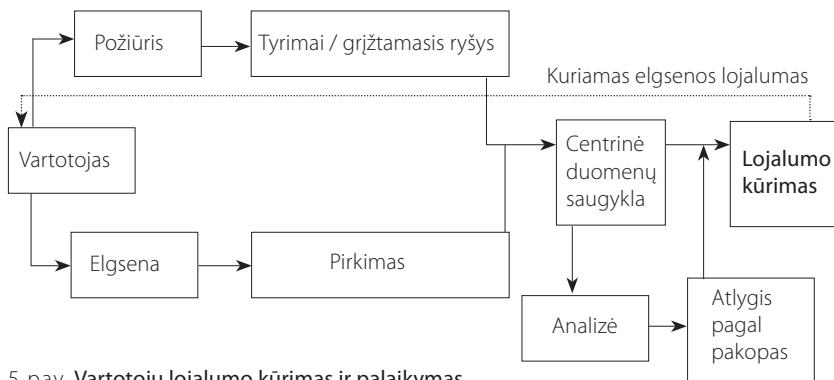 Požiūris
Tyrimai / grįžtamasis ryšys
Kuriamas elgsenos lojalumas
Vartotojas
Centrinė
duomenų
saugykla
Lojalumo
kūrimas
Elgsena
Pirkimas
Analizė
Atlygis
pagal
pakopas
5 pav. Vartotojų lojalumo kūrimas ir palaikymas